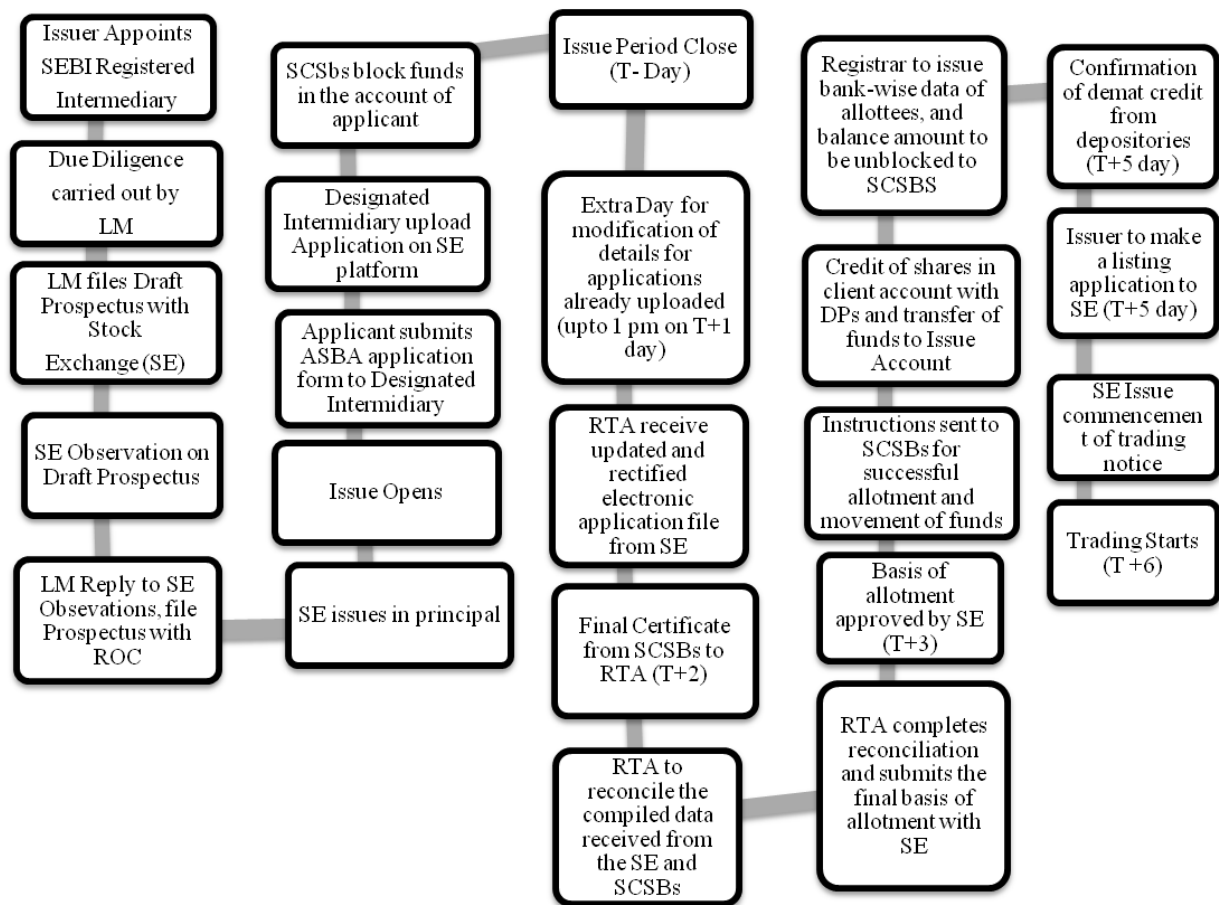 Issuer Appoints
SEBI Registered
Intermediary
Due Diligence
carried out by
LM
LM files Draft
Prospectus with
Stock
Exchange (SE)
SE Observation on
Draft Prospectus
LM Reply to SE
Obsevations, file
Prospectus with
ROC
SE issues in principal
Issue Opens
Applicant submits
ASBA application
form to Designated
Intermidiary
Designated
Intermidiary upload
Application on SE
platform
SCSbs block funds
in the account of
applicant
Issue Period Close
(T- Day)
Extra Day for
modification of
details for
applications
already uploaded
(upto 1 pm on T+1
day)
RTA receive
updated and
rectified
electronic
application file
from SE
Final Certificate
from SCSBs to
RTA (T+2)
RTA to
reconcile the
compiled data
received from
the SE and
SCSBs
RTA completes
reconciliation
and submits the
final basis of
allotment with
SE
Basis of
allotment
approved by SE
(T+3)
Instructions sent to
SCSBs for
successful
allotment and
movement of funds
Credit of shares in
client account with
DPs and transfer of
funds to Issue
Account
Registrar to issue
bank-wise data of
allottees, and
balance amount to
be unblocked to
SCSBS
Confirmation
of demat credit
from
depositories
(T+5 day)
Issuer to make
a listing
application to
SE (T+5 day)
SE Issue
commencemen
t of trading
notice
Trading Starts
(T +6)